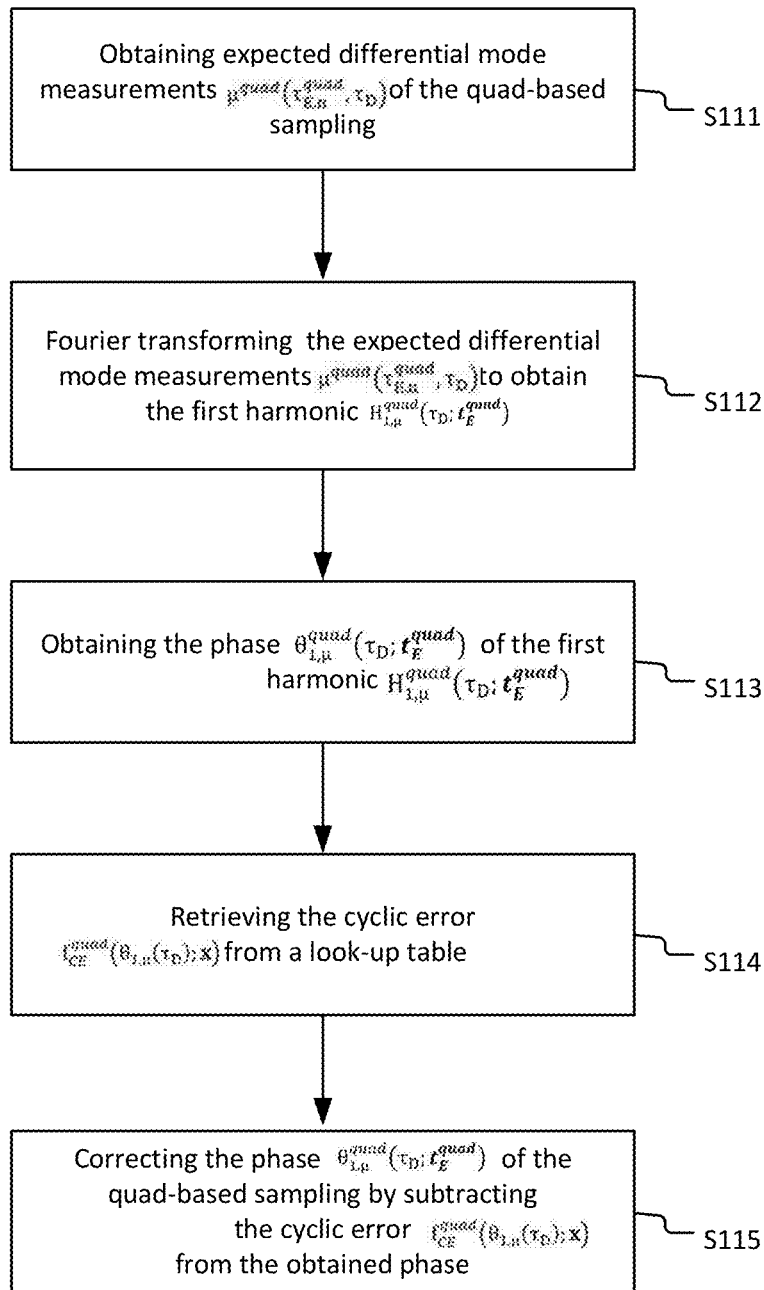 Obtaining expected differential mode
measurements μ^quad(τ_E,n^quad, τ_D) of the quad-based
sampling
S111
Fourier transforming the expected differential
mode measurements μ^quad(τ_E,n^quad, τ_D) to obtain
the first harmonic H_1,μ^quad(τ_D; t_E^quad)
S112
Obtaining the phase θ_1,μ^quad(τ_D; t_E^quad) of the first
harmonic H_1,μ^quad(τ_D; t_E^quad)
S113
Retrieving the cyclic error
(θ_1,μ(τ_D); x) from a look-up table
S114
Correcting the phase θ_1,μ^quad(τ_D; t_E^quad) of the
quad-based sampling by subtracting
the cyclic error (θ_1,μ(τ_D); x)
from the obtained phase
S115